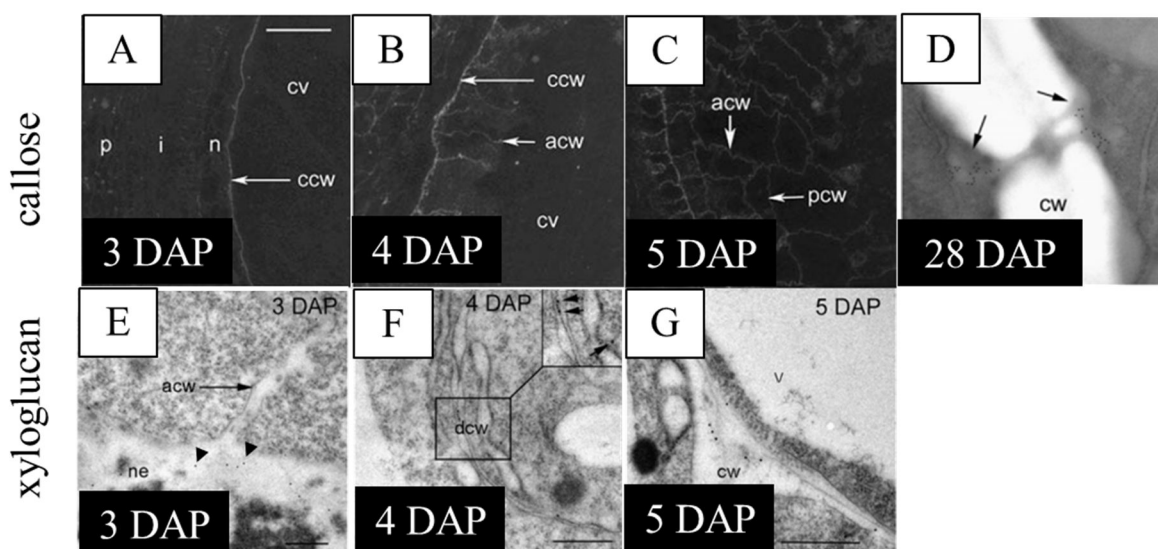 callose
A
cv
p i n
ccw
3 DAP
B
ccw
acw
cv
4 DAP
C
acw
pcw
5 DAP
D
cw
28 DAP
xyloglucan
E
3 DAP
acw
ne
3 DAP
F
4 DAP
dcw
4 DAP
G
5 DAP
v
cw
5 DAP